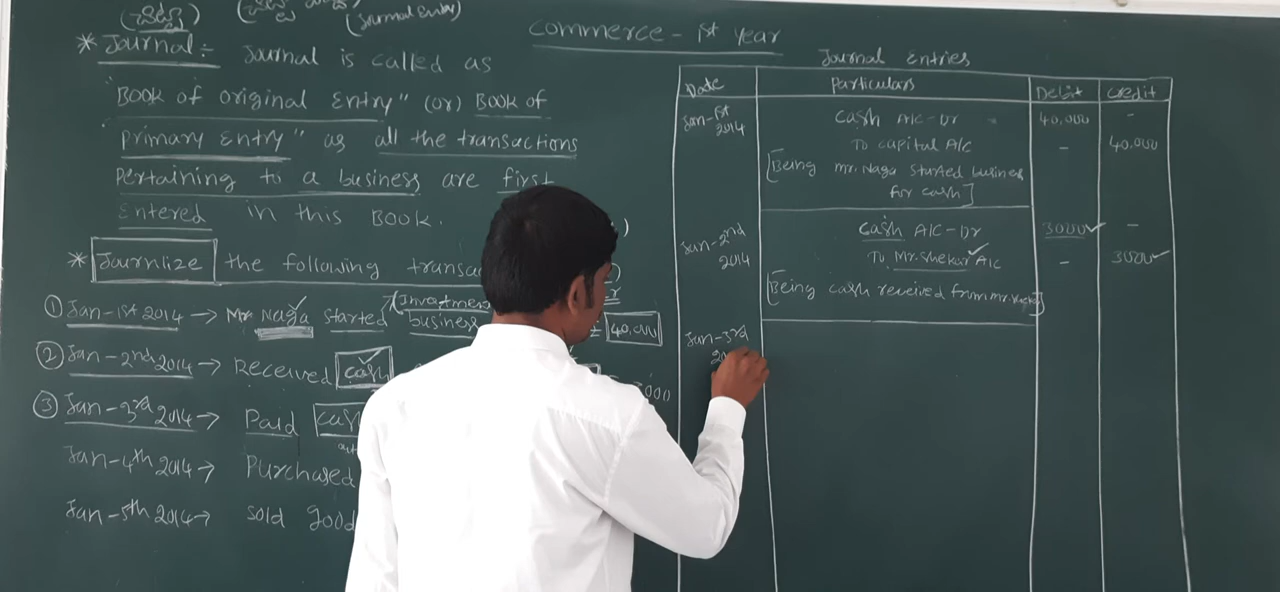 (Journal Entry)
commerce - 1st year
* Journal :- Journal is called as
"BOOK of original Entry" (or) BOOK of
primary Entry" as all the transactions
Pertaining to a business are first
Entered in this BOOK.
* Journlize the following
① Jan-1st 2014 → Mr Naga Started business 40,000
(Investment
② Jan-2nd 2014 → Received cash
③ Jan-3rd 2014 → Paid
Jan-4th 2014 → Purchased
Jan-5th 2014 → sold
Journal Entries
Date Particulars Debit Credit
Jan-1st 2014 Cash A/C-Dr 40,000 -
To capital A/C - 40,000
[Being mr. Naga started business
for cash]
Jan-2nd 2014 Cash A/C-Dr 3000 -
To Mr.Shekar A/C - 3000
[Being cash received from mr.
Jan-3rd